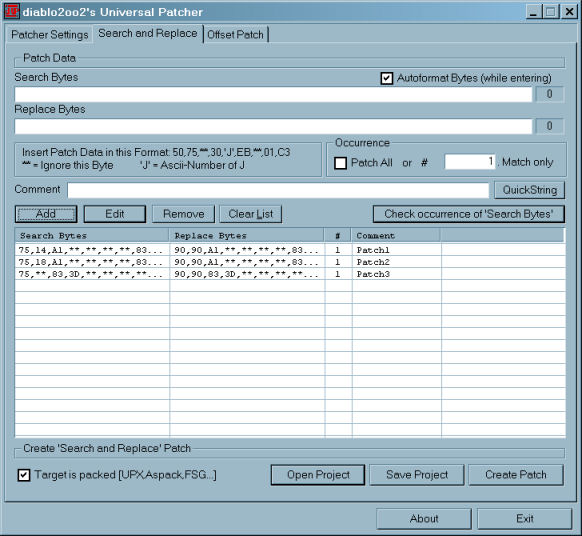 diablo2oo2's Universal Patcher
Patcher Settings Search and Replace Offset Patch
Patch Data
Search Bytes Autoformat Bytes (while entering)
0
Replace Bytes
0
Insert Patch Data in this Format: 50,75,**,30,'J',EB,**,01,C3
** = Ignore this Byte 'J' = Ascii-Number of J
Occurrence
Patch All or # 1 . Match only
Comment QuickString
Add Edit Remove Clear List Check occurrence of 'Search Bytes'
Search Bytes Replace Bytes # Comment
75,14,A1,**,**,**,**,83... 90,90,A1,**,**,**,**,83... 1 Patch1
75,18,A1,**,**,**,**,83... 90,90,A1,**,**,**,**,83... 1 Patch2
75,**,83,3D,**,**,**,**... 90,90,83,3D,**,**,**,**... 1 Patch3
Create 'Search and Replace' Patch
Target is packed [UPX,Aspack,FSG...] Open Project Save Project Create Patch
About Exit